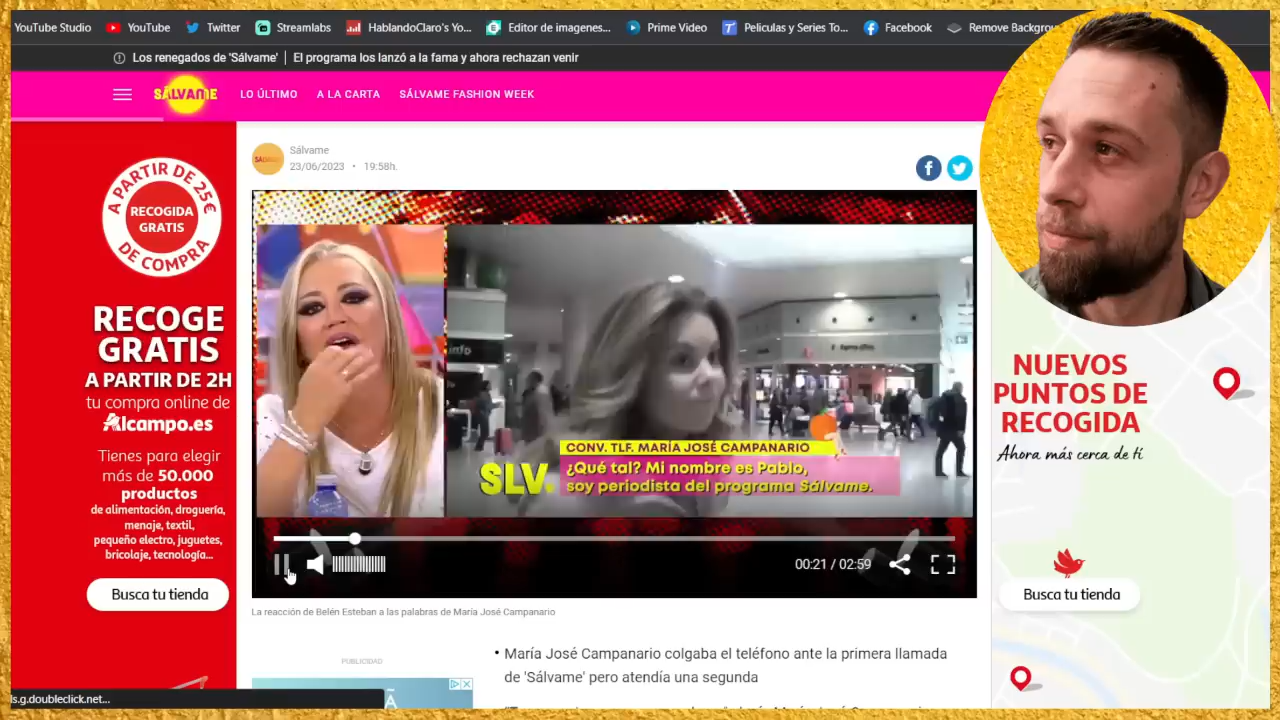 YouTube Studio
YouTube
Twitter
Streamlabs
HablandoClaro's Yo...
Editor de imagenes...
Prime Video
Peliculas y Series To...
Facebook
Los renegados de 'Sálvame' | El programa los lanzó a la fama y ahora rechazan venir
SÁLVAME
LO ÚLTIMO
A LA CARTA
SÁLVAME FASHION WEEK
Sálvame
23/06/2023 • 19:58h.
A PARTIR DE 25€
RECOGIDA
GRATIS
DE COMPRA
RECOGE
GRATIS
A PARTIR DE 2H
tu compra online de
Alcampo.es
Tienes para elegir
más de 50.000
productos
de alimentación, droguería,
menaje, textil,
pequeño electro, juguetes,
bricolaje, tecnología...
Busca tu tienda
info
CONV. TLF. MARÍA JOSÉ CAMPANARIO
SLV.
¿Qué tal? Mi nombre es Pablo,
soy periodista del programa Sálvame.
00:21 / 02:59
La reacción de Belén Esteban a las palabras de María José Campanario
PUBLICIDAD
• María José Campanario colgaba el teléfono ante la primera llamada
de 'Sálvame' pero atendía una segunda
NUEVOS
PUNTOS DE
RECOGIDA
Ahora más cerca de ti
Busca tu tienda
ls.g.doubleclick.net...